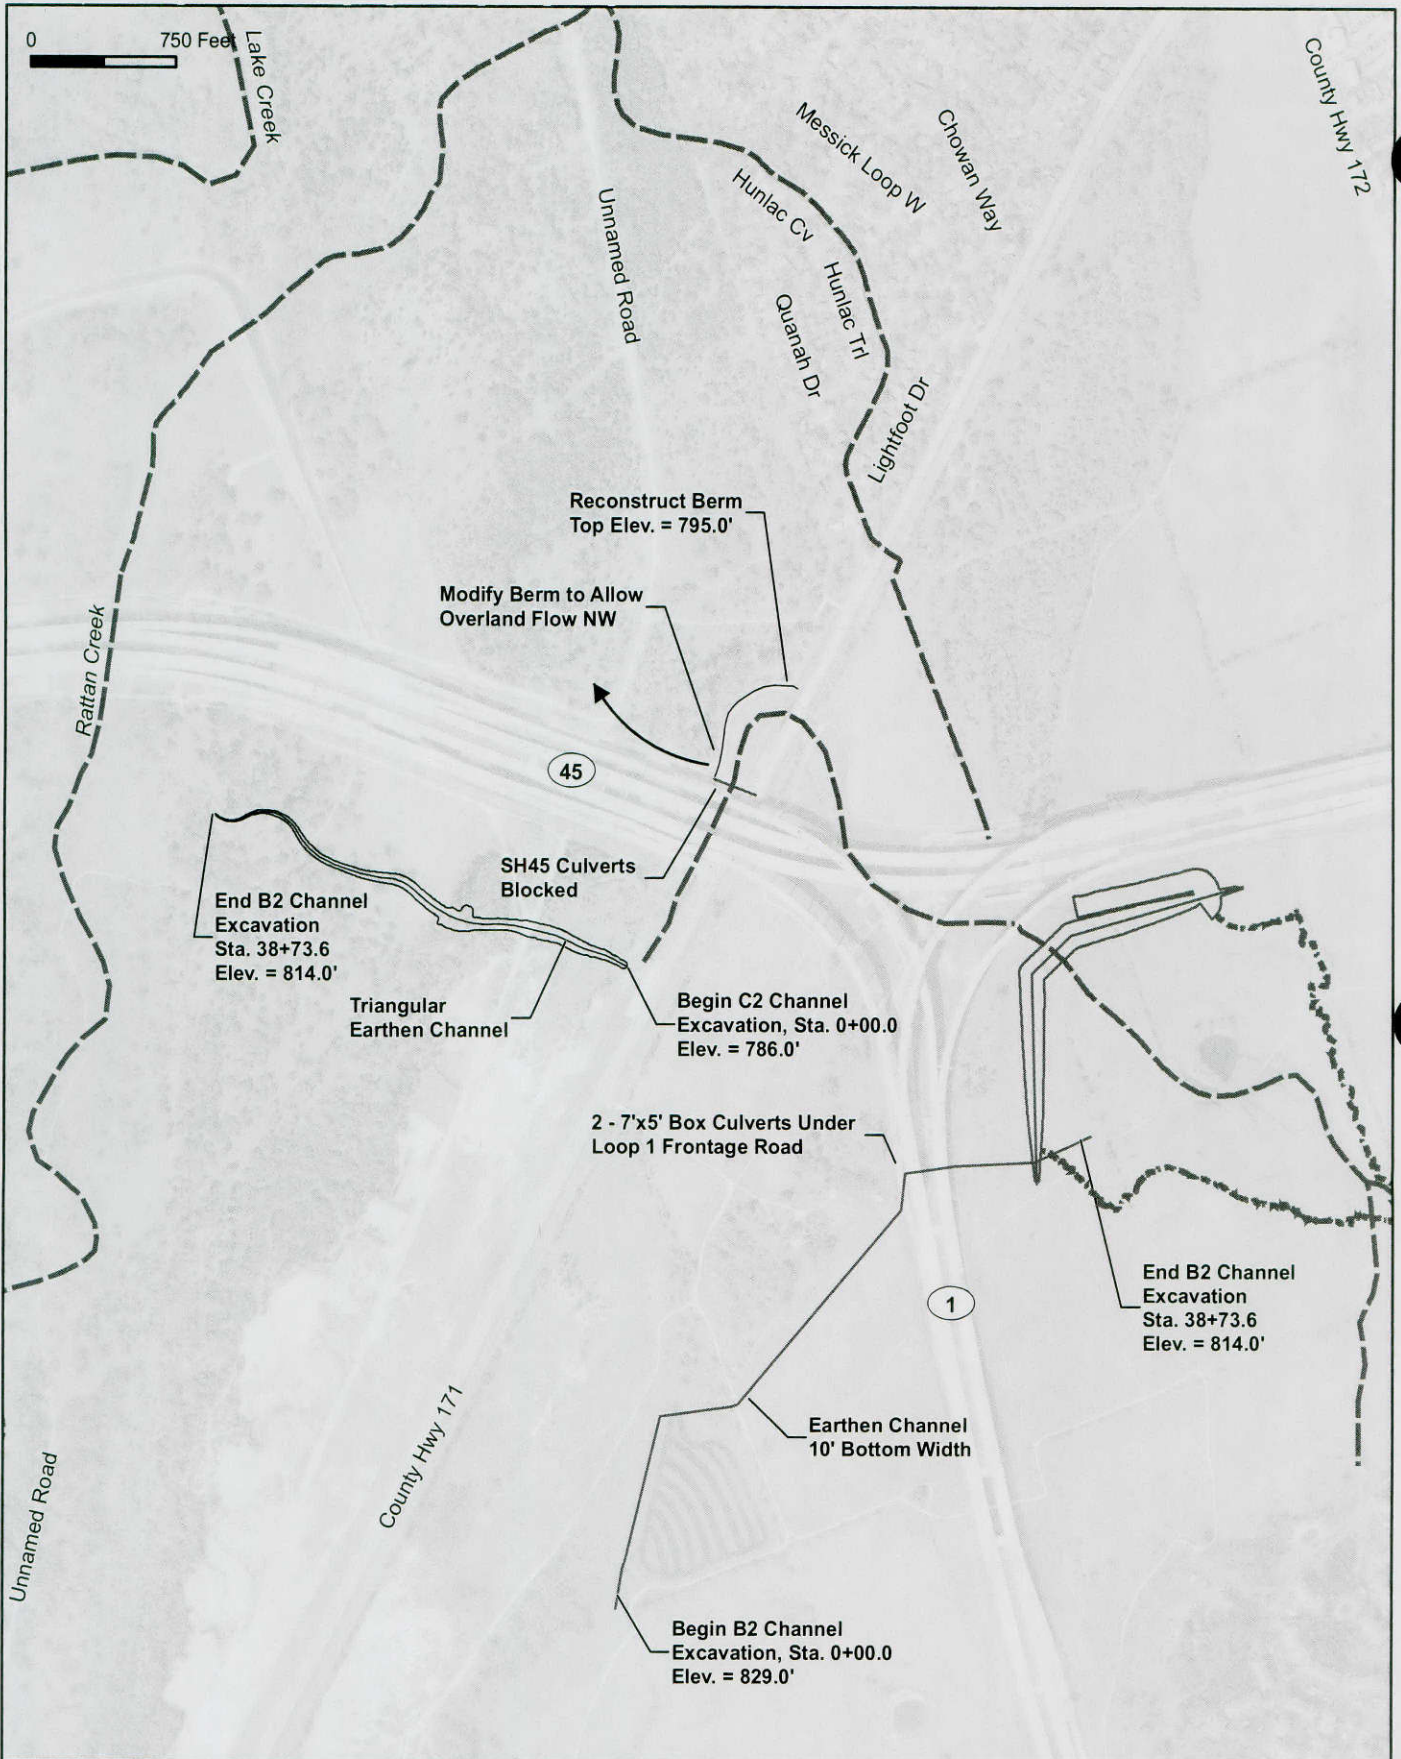 0 750 Feet
Lake Creek
County Hwy 172
Messick Loop W
Chowan Way
Hunlac Cv
Unnamed Road
Hunlac Trl
Quanah Dr
Lightfoot Dr
Reconstruct Berm
Top Elev. = 795.0'
Modify Berm to Allow
Overland Flow NW
Rattan Creek
45
SH45 Culverts
Blocked
End B2 Channel
Excavation
Sta. 38+73.6
Elev. = 814.0'
Triangular
Earthen Channel
Begin C2 Channel
Excavation, Sta. 0+00.0
Elev. = 786.0'
2 - 7'x5' Box Culverts Under
Loop 1 Frontage Road
End B2 Channel
Excavation
Sta. 38+73.6
Elev. = 814.0'
1
Earthen Channel
10' Bottom Width
County Hwy 171
Unnamed Road
Begin B2 Channel
Excavation, Sta. 0+00.0
Elev. = 829.0'